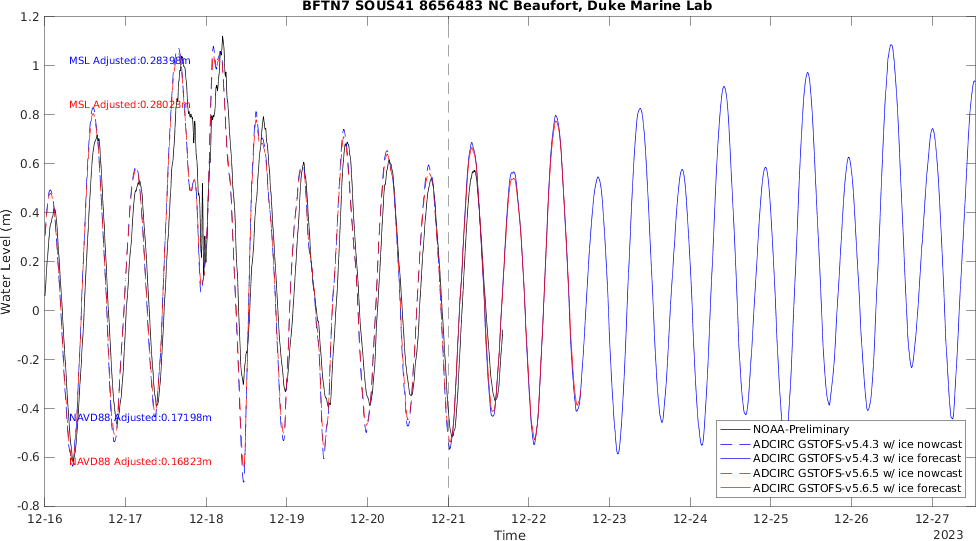 BFTN7 SOUS41 8656483 NC Beaufort, Duke Marine Lab
Water Level (m)
1.2
1
0.8
0.6
0.4
0.2
0
-0.2
-0.4
-0.6
-0.8
MSL Adjusted:0.28398m
MSL Adjusted:0.28023m
NAVD88 Adjusted:0.17198m
NAVD88 Adjusted:0.16823m
NOAA-Preliminary
ADCIRC GSTOFS-v5.4.3 w/ ice nowcast
ADCIRC GSTOFS-v5.4.3 w/ ice forecast
ADCIRC GSTOFS-v5.6.5 w/ ice nowcast
ADCIRC GSTOFS-v5.6.5 w/ ice forecast
12-16 12-17 12-18 12-19 12-20 12-21 12-22 12-23 12-24 12-25 12-26 12-27
Time
2023